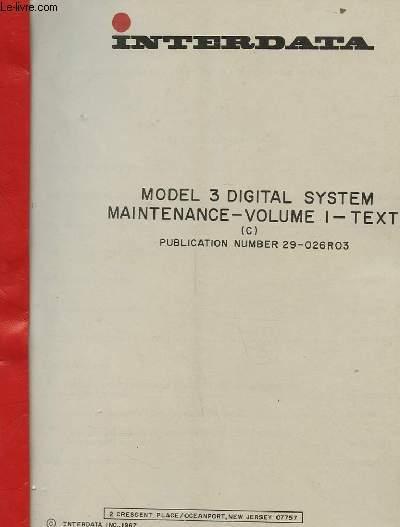 Le-Livre.com
INTERDATA
MODEL 3 DIGITAL SYSTEM
MAINTENANCE-VOLUME I-TEXT
(C)
PUBLICATION NUMBER 29-026R03
2 CRESCENT PLACE/OCEANPORT, NEW JERSEY 07757
© INTERDATA INC., 1967